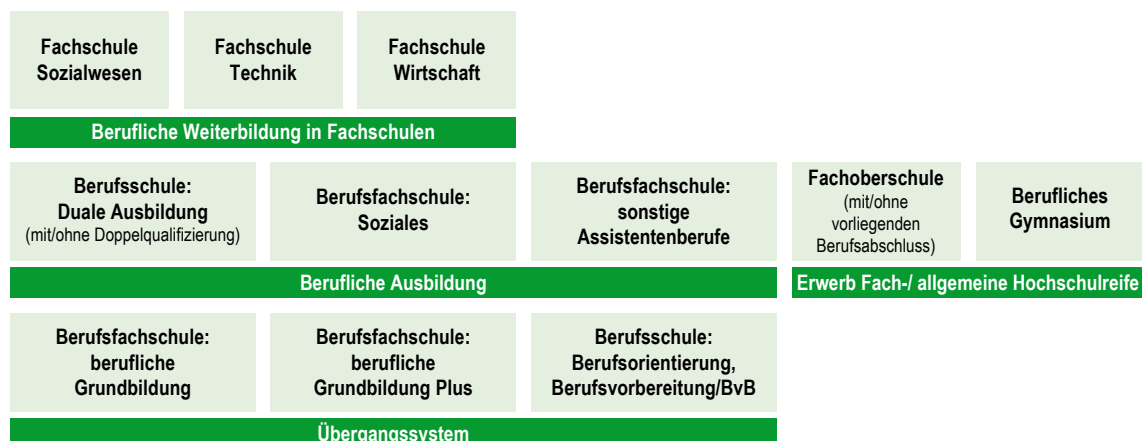 Fachschule
Sozialwesen
Fachschule
Technik
Fachschule
Wirtschaft
Berufliche Weiterbildung in Fachschulen
Berufsschule:
Duale Ausbildung
(mit/ohne Doppelqualifizierung)
Berufsfachschule:
Soziales
Berufsfachschule:
sonstige
Assistentenberufe
Fachoberschule
(mit/ohne
vorliegenden
Berufsabschluss)
Berufliches
Gymnasium
Berufliche Ausbildung
Erwerb Fach-/ allgemeine Hochschulreife
Berufsfachschule:
berufliche
Grundbildung
Berufsfachschule:
berufliche
Grundbildung Plus
Berufsschule:
Berufsorientierung,
Berufsvorbereitung/BvB
Übergangssystem